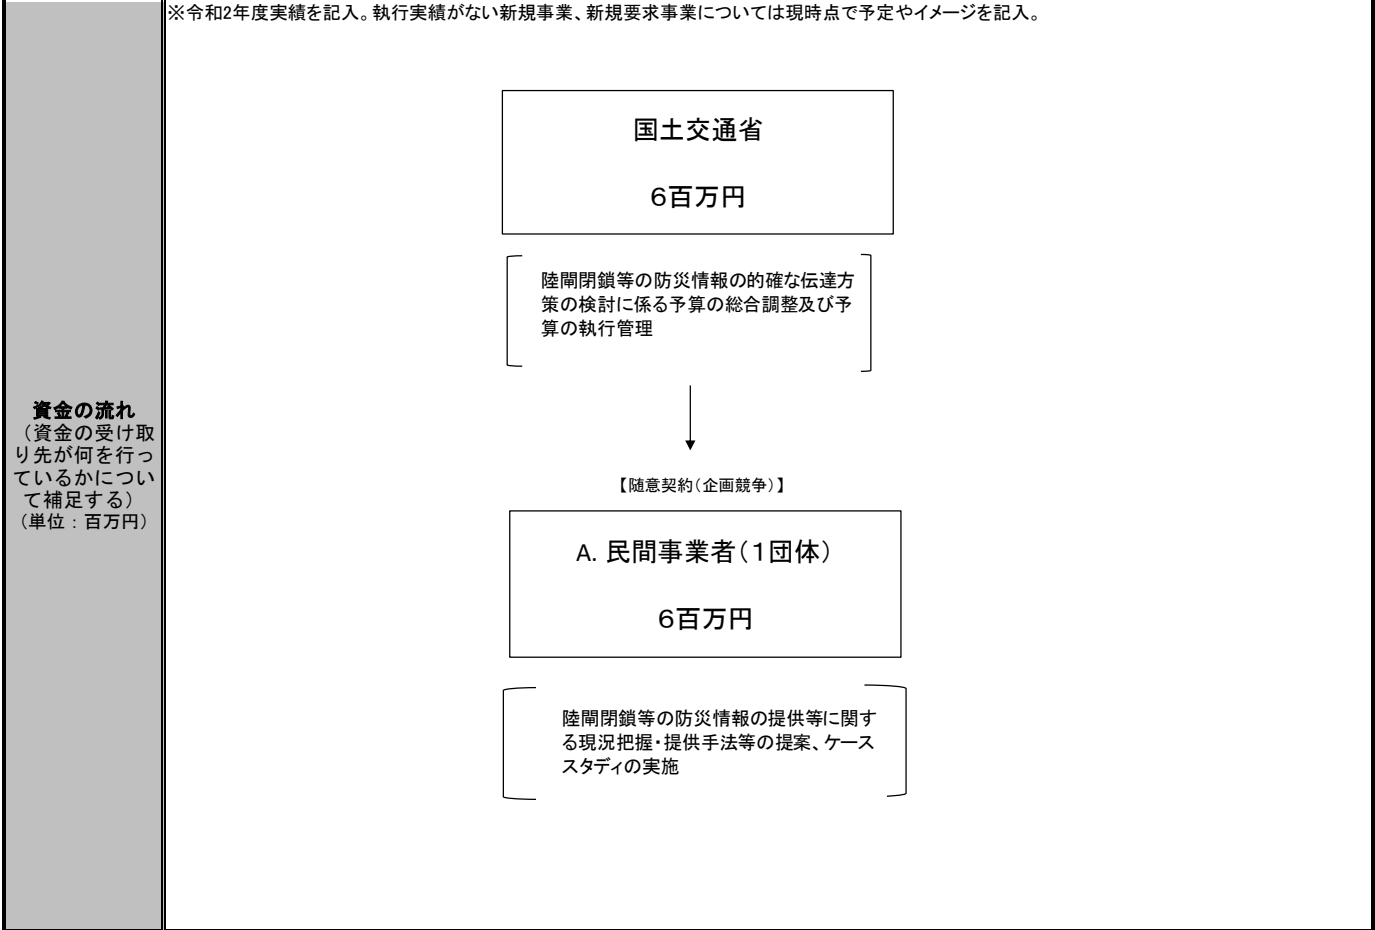 ※令和2年度実績を記入。執行実績がない新規事業、新規要求事業については現時点で予定やイメージを記入。
資金の流れ
（資金の受け取
り先が何を行っ
ているかについ
て補足する）
（単位：百万円）
国土交通省
6百万円
陸閘閉鎖等の防災情報の的確な伝達方
策の検討に係る予算の総合調整及び予
算の執行管理
【随意契約（企画競争）】
A. 民間事業者（１団体）
6百万円
陸閘閉鎖等の防災情報の提供等に関す
る現況把握・提供手法等の提案、ケース
スタディの実施